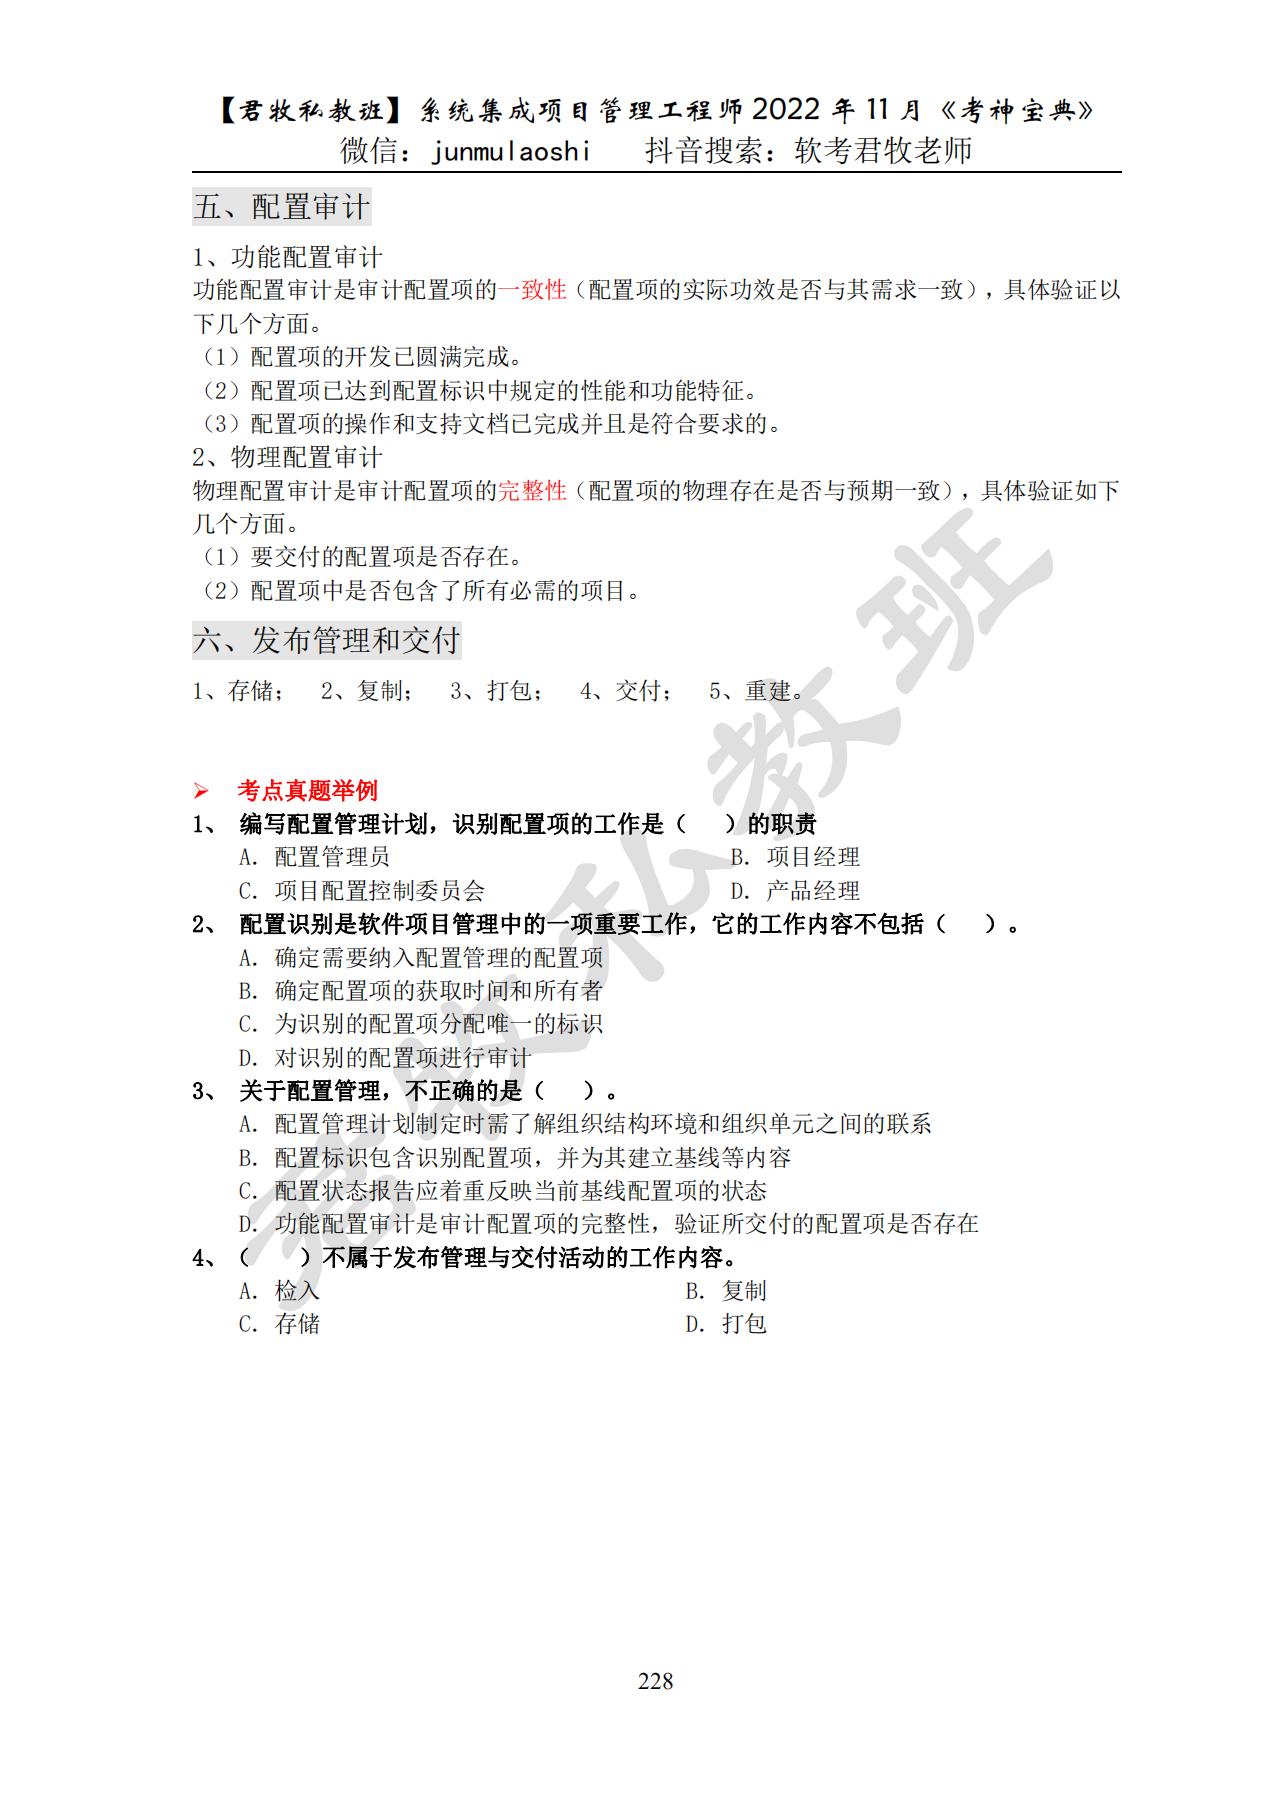 【君牧私教班】系统集成项目管理工程师 2022 年 11 月《考神宝典》
微信：junmulaoshi 抖音搜索：软考君牧老师
五、配置审计
1、功能配置审计
功能配置审计是审计配置项的一致性（配置项的实际功效是否与其需求一致），具体验证以
下几个方面。
（1）配置项的开发已圆满完成。
（2）配置项已达到配置标识中规定的性能和功能特征。
（3）配置项的操作和支持文档已完成并且是符合要求的。
2、物理配置审计
物理配置审计是审计配置项的完整性（配置项的物理存在是否与预期一致），具体验证如下
几个方面。
（1）要交付的配置项是否存在。
（2）配置项中是否包含了所有必需的项目。
六、发布管理和交付
1、存储； 2、复制； 3、打包； 4、交付； 5、重建。
➢ 考点真题举例
1、 编写配置管理计划，识别配置项的工作是（ ）的职责
A．配置管理员 B．项目经理
C．项目配置控制委员会 D．产品经理
2、 配置识别是软件项目管理中的一项重要工作，它的工作内容不包括（ ）。
A．确定需要纳入配置管理的配置项
B．确定配置项的获取时间和所有者
C．为识别的配置项分配唯一的标识
D．对识别的配置项进行审计
3、 关于配置管理，不正确的是（ ）。
A．配置管理计划制定时需了解组织结构环境和组织单元之间的联系
B．配置标识包含识别配置项，并为其建立基线等内容
C．配置状态报告应着重反映当前基线配置项的状态
D．功能配置审计是审计配置项的完整性，验证所交付的配置项是否存在
4、（ ）不属于发布管理与交付活动的工作内容。
A．检入 B．复制
C．存储 D．打包
君牧私教班
228